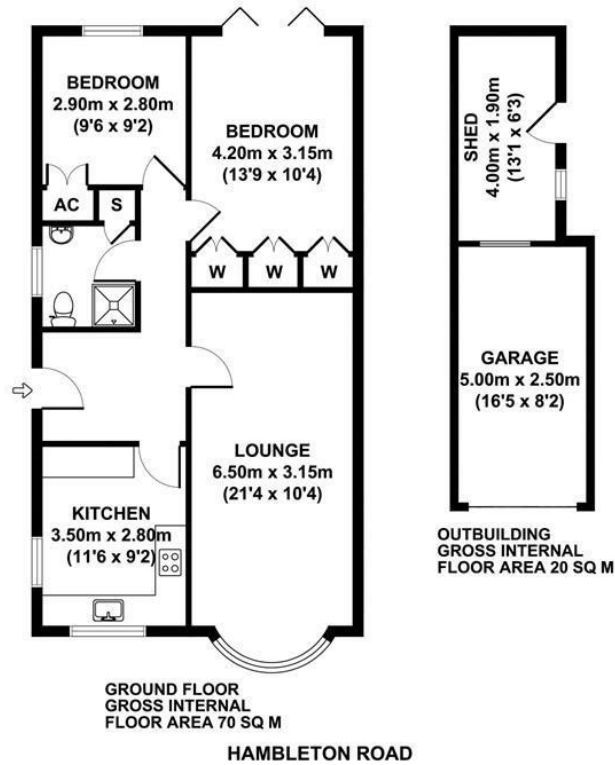 BEDROOM
2.90m x 2.80m
(9'6 x 9'2)
BEDROOM
4.20m x 3.15m
(13'9 x 10'4)
AC
S
W
W
W
LOUNGE
6.50m x 3.15m
(21'4 x 10'4)
KITCHEN
3.50m x 2.80m
(11'6 x 9'2)
GROUND FLOOR
GROSS INTERNAL
FLOOR AREA 70 SQ M
SHED
4.00m x 1.90m
(13'1 x 6'3)
GARAGE
5.00m x 2.50m
(16'5 x 8'2)
OUTBUILDING
GROSS INTERNAL
FLOOR AREA 20 SQ M
HAMBLETON ROAD